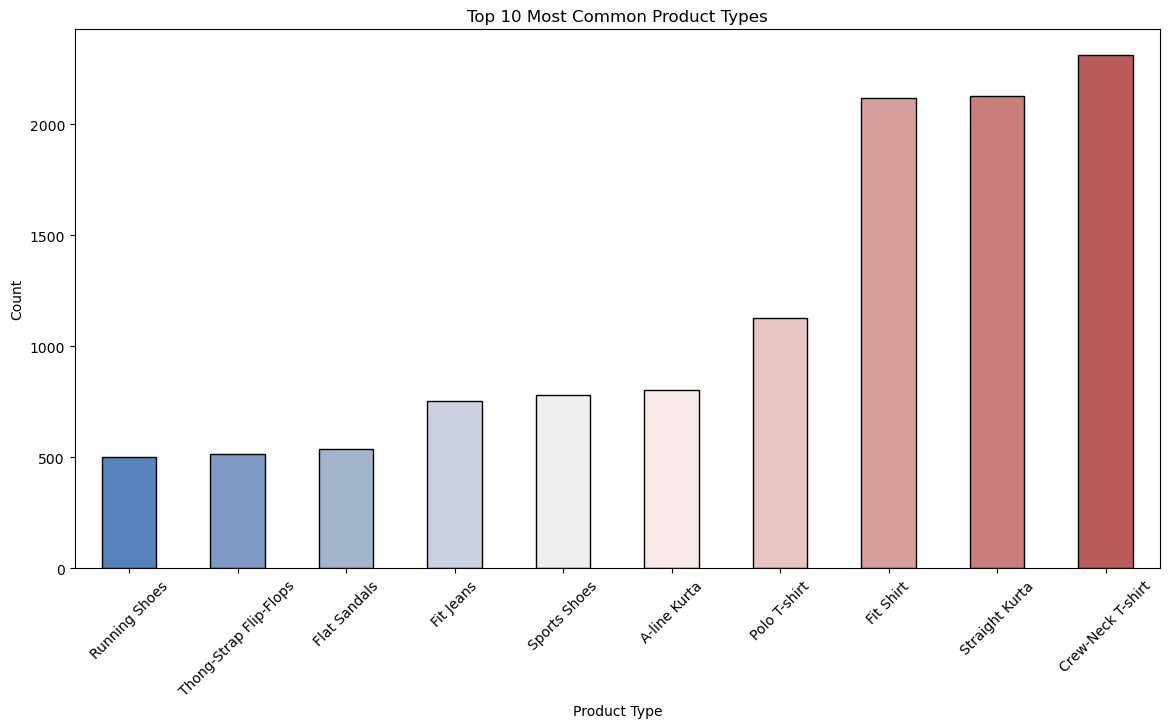 Top 10 Most Common Product Types
Count
2000
1500
1000
500
0
Running Shoes
Thong-Strap Flip-Flops
Flat Sandals
Fit Jeans
Sports Shoes
A-line Kurta
Polo T-shirt
Fit Shirt
Straight Kurta
Crew-Neck T-shirt
Product Type